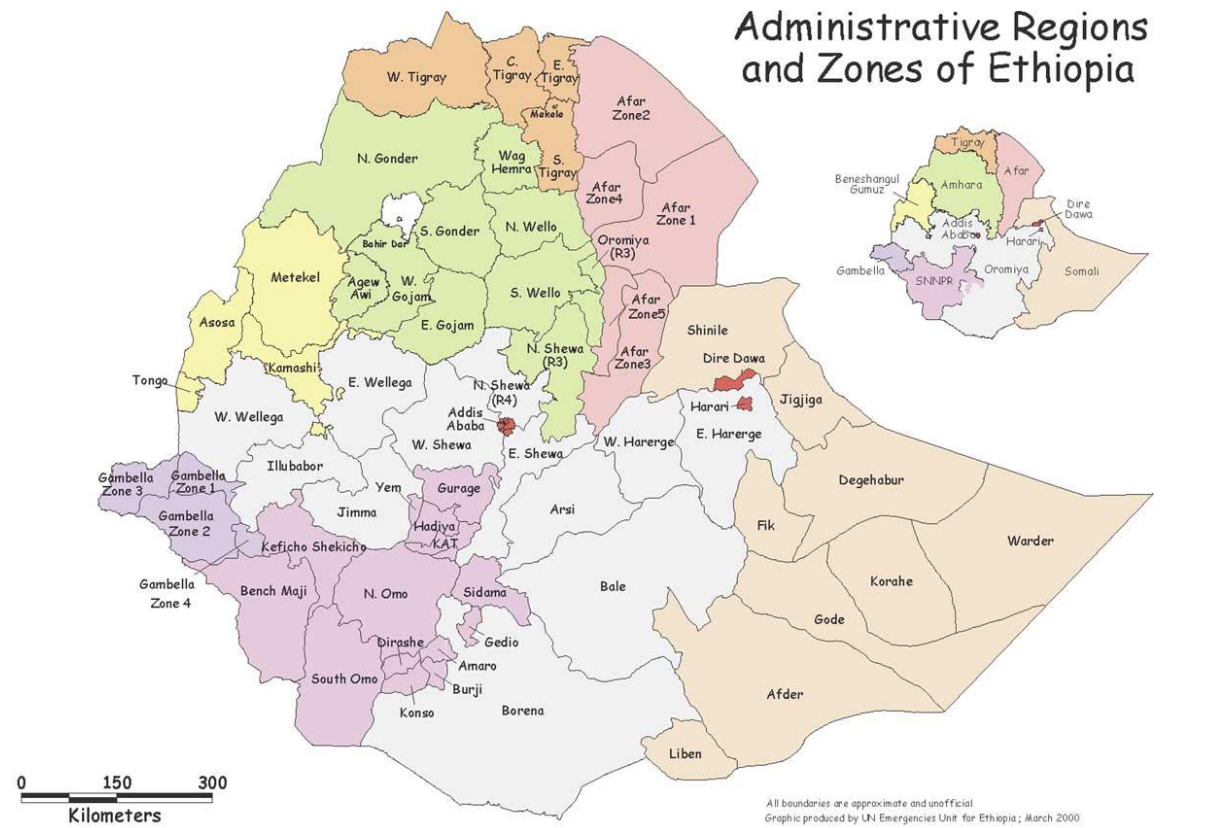 Administrative Regions
and Zones of Ethiopia
W. Tigray
C.
Tigray
E.
Tigray
Mekele
S.
Tigray
Afar
Zone2
N. Gonder
Wag
Hemra
Afar
Zone4
Afar
Zone 1
Bahir Dar
S. Gonder
N. Wello
Oromiya
(R3)
Metekel
Agew
Awi
W.
Gojam
S. Wello
Afar
Zone5
Asosa
E. Gojam
N. Shewa
(R3)
Afar
Zone3
Shinile
Dire Dawa
Tongo
Kamashi
E. Wellega
N. Shewa
(R4)
Harari
Jigjiga
W. Wellega
Addis
Ababa
W. Shewa
E. Shewa
W. Harerge
E. Harerge
Gambella
Zone 3
Gambella
Zone 1
Illubabor
Yem
Gurage
Degehabur
Gambella
Zone 2
Jimma
Hadiya
KAT
Arsi
Fik
Warder
Keficho Shekicho
Gambella
Zone 4
Bench Maji
N. Omo
Sidama
Bale
Korahe
Gode
Dirashe
Gedio
Amaro
South Omo
Burji
Konso
Borena
Afder
Liben
Tigray
Afar
Beneshangul
Gumuz
Amhara
Dire
Dawa
Addis
Ababa
Harari
Gambella
SNNPR
Oromiya
Somali
0 150 300
Kilometers
All boundaries are approximate and unofficial
Graphic produced by UN Emergencies Unit for Ethiopia ; March 2000